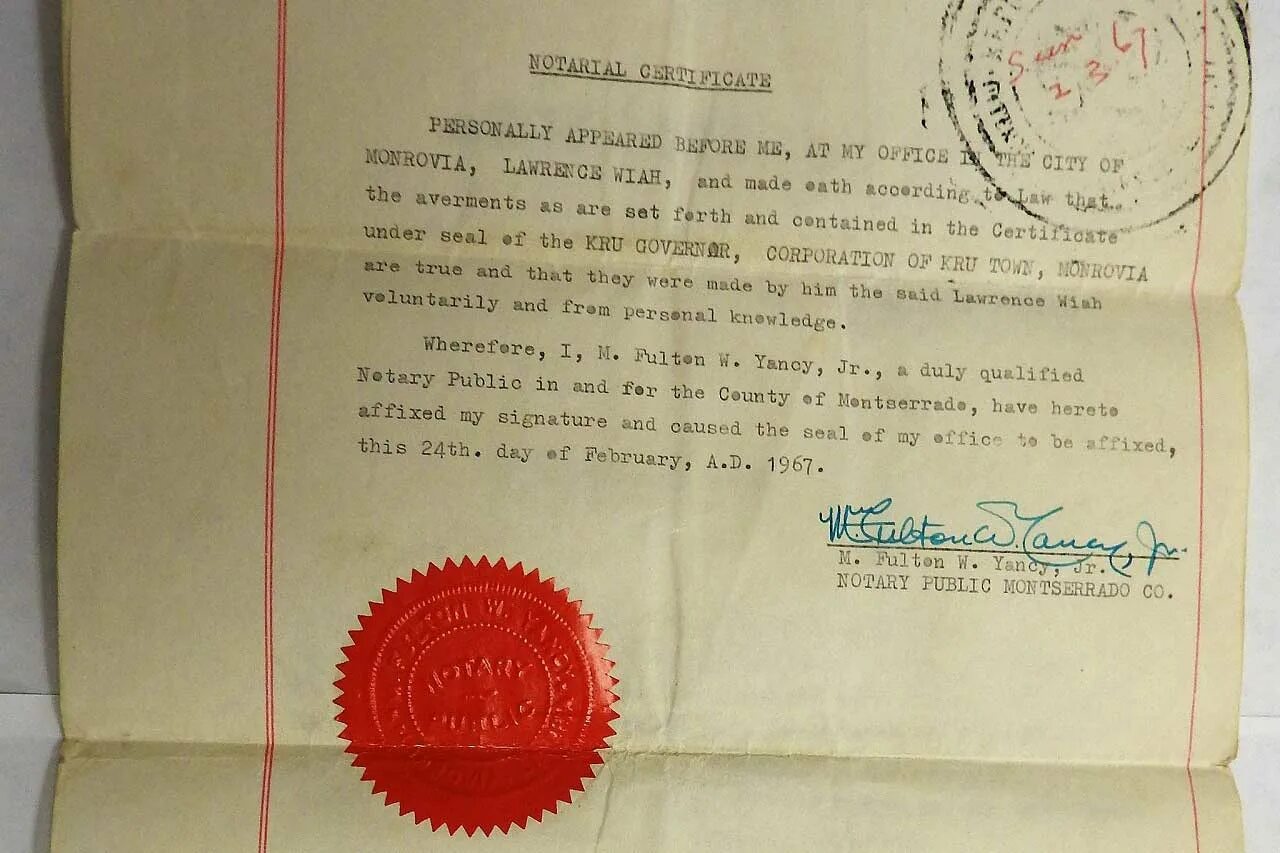 Sun 67
2 3
NOTARIAL CERTIFICATE
PERSONALLY APPEARED BEFORE ME, AT MY OFFICE IN THE CITY OF
MONROVIA, LAWRENCE WIAH, and made oath according to Law that
the averments as are set forth and contained in the Certificate
under seal of the KRU GOVERNOR, CORPORATION OF KRU TOWN, MONROVIA
are true and that they were made by him the said Lawrence Wiah
voluntarily and from personal knowledge.
Wherefore, I, M. Fulton W. Yancy, Jr., a duly qualified
Notary Public in and for the County of Montserrado, have hereto
affixed my signature and caused the seal of my office to be affixed,
this 24th. day of February, A.D. 1967.
M. Fulton W. Yancy, Jr.
M. Fulton W. Yancy, Jr.
NOTARY PUBLIC MONTSERRADO CO.
NOTARY
PUBLIC